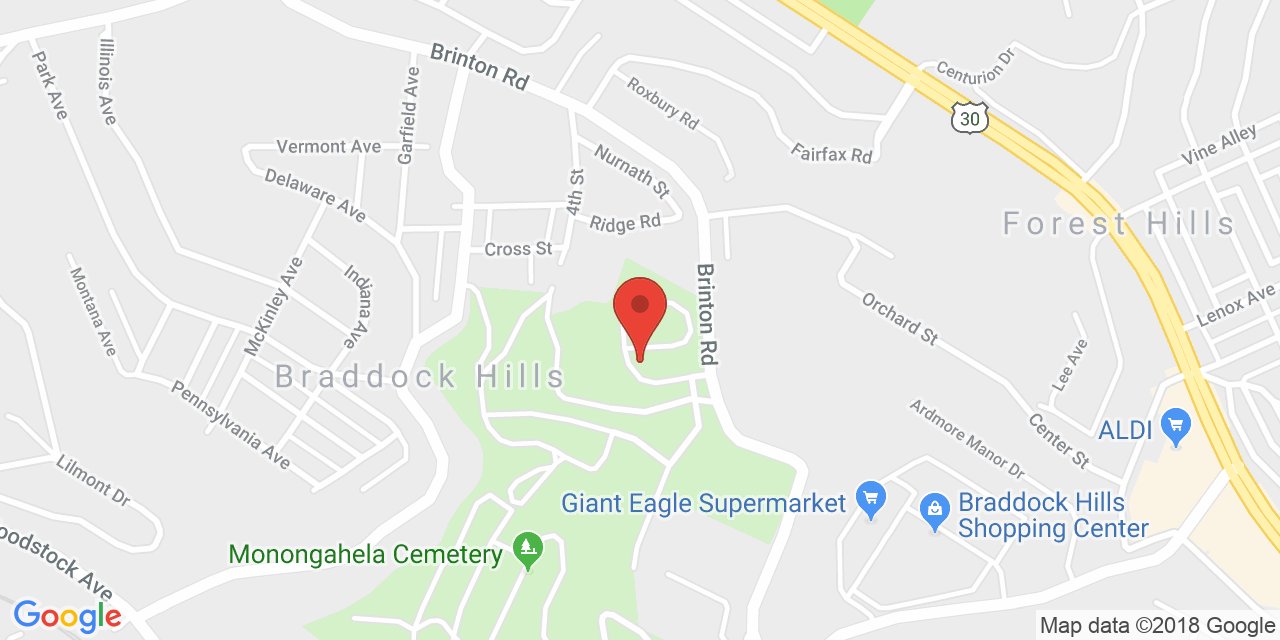 Brinton Rd
Illinois Ave
Park Ave
Garfield Ave
Centurion Dr
Roxbury Rd
30
Vermont Ave
Nurnath St
Fairfax Rd
Vine Alley
Delaware Ave
4th St
Ridge Rd
Forest Hills
Cross St
McKinley Ave
Indiana Ave
Montana Ave
Brinton Rd
Orchard St
Lenox Ave
Braddock Hills
Lee Ave
Pennsylvania Ave
Ardmore Manor Dr
Center St
ALDI
Lilmont Dr
Giant Eagle Supermarket
Braddock Hills
Shopping Center
Monongahela Cemetery
oodstock Ave
Google
Map data ©2018 Google